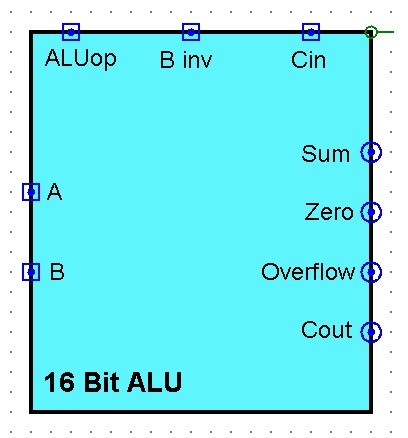 ALUop B inv Cin
Sum
A
Zero
B
Overflow
Cout
16 Bit ALU